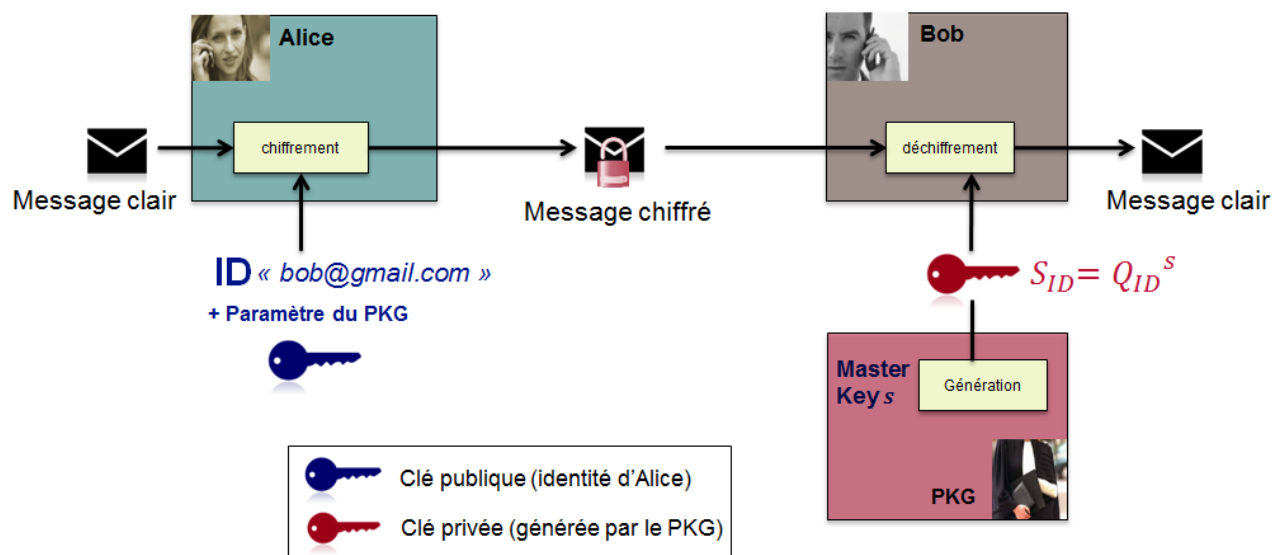 Alice
Bob
chiffrement
déchiffrement
Message clair
Message chiffré
Message clair
ID « bob@gmail.com »
+ Paramètre du PKG
S_ID = Q_ID^s
Master
Key s
Génération
PKG
Clé publique (identité d'Alice)
Clé privée (générée par le PKG)